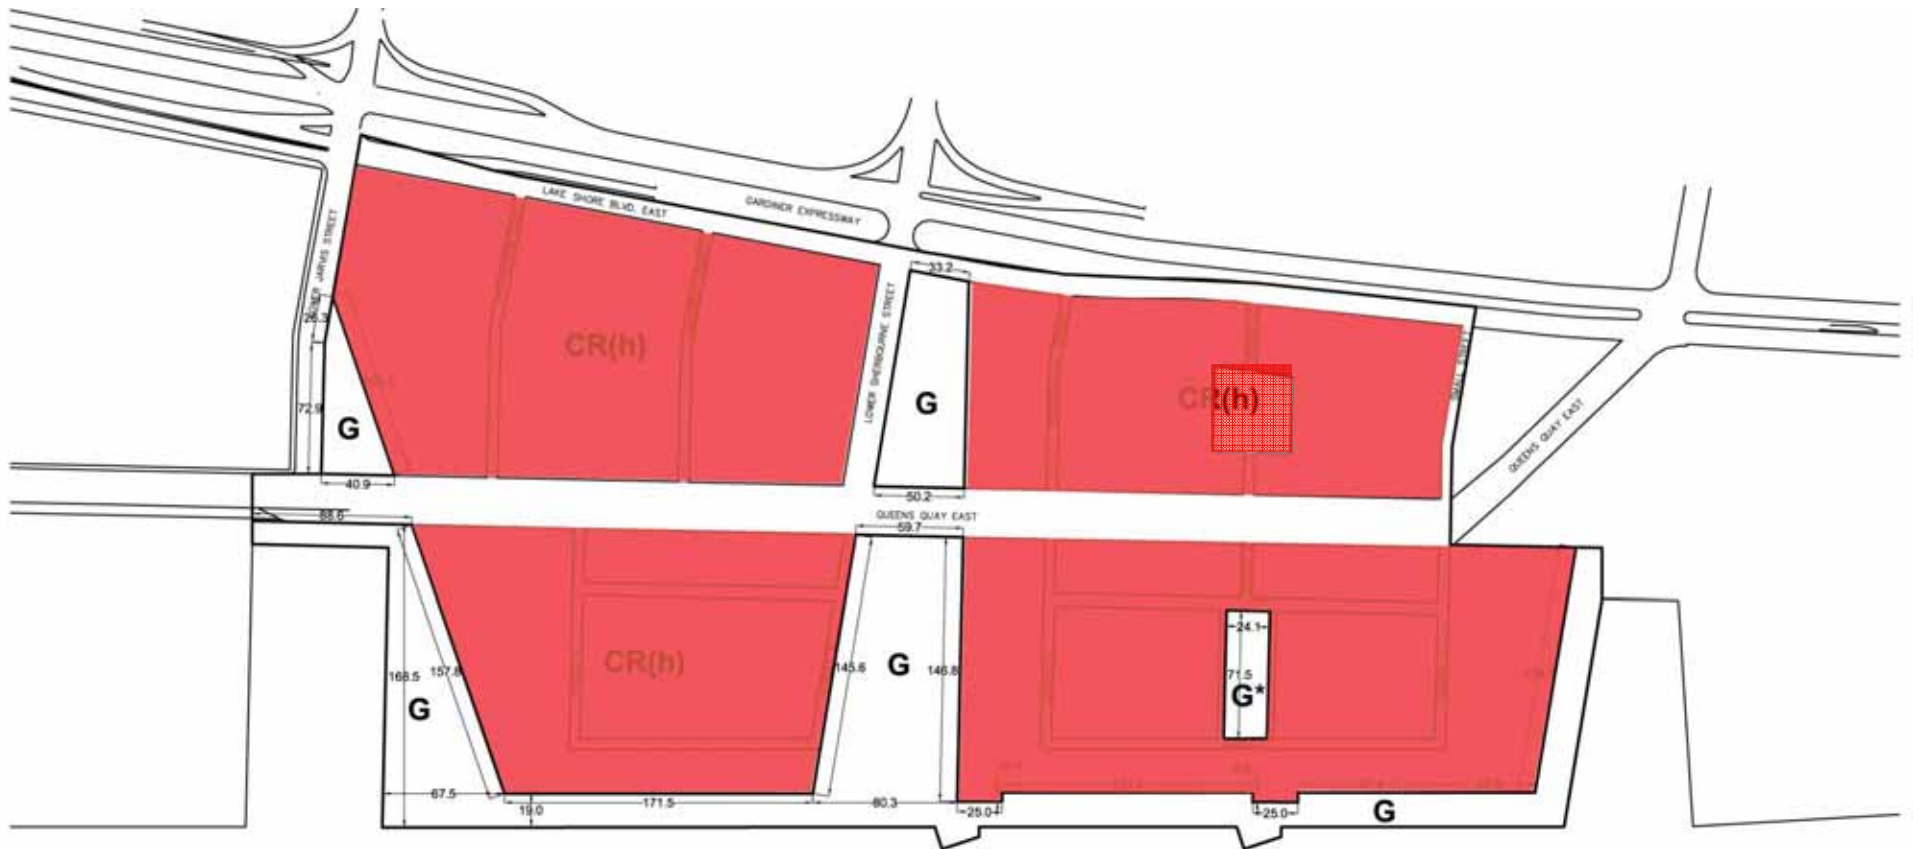 LAKE SHORE BLVD. EAST
GARDINER EXPRESSWAY
JARVIS STREET
33.2
LOWER SHERBOURNE STREET
CR(h)
G
CR(h)
G
72.9
40.9
50.2
QUEENS QUAY EAST
QUEENS QUAY EAST
88.6
59.7
CR(h)
G
168.5
157.8
145.6
146.8
24.1
71.5
G*
G
67.5
19.0
171.5
80.3
25.0
25.0
G